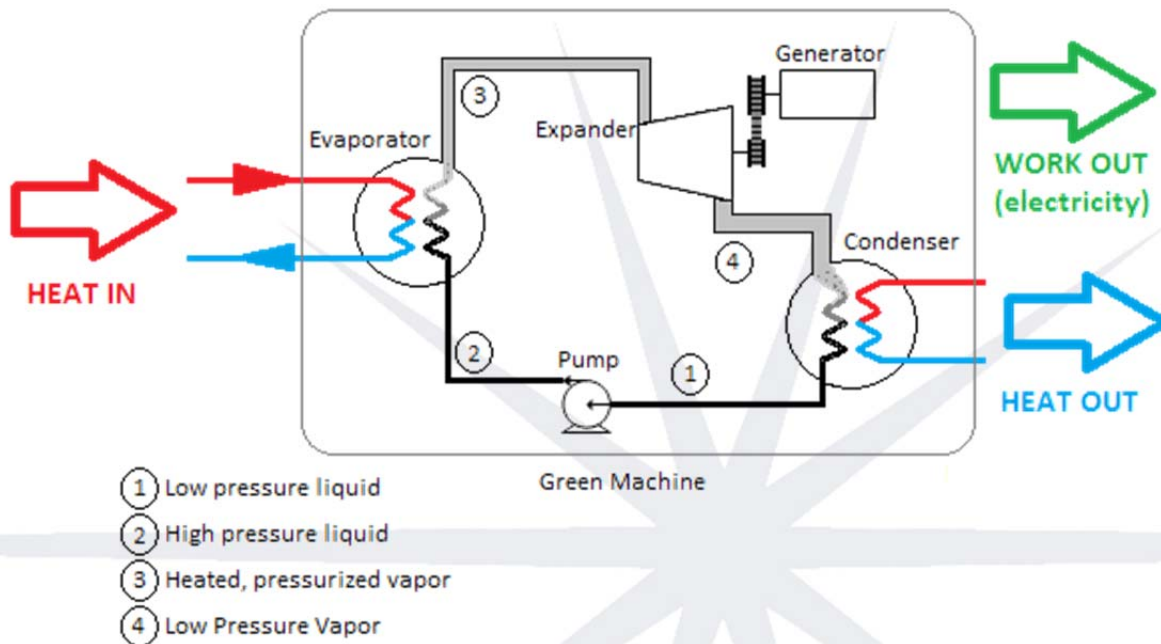 Generator
3
Expander
Evaporator
WORK OUT
(electricity)
4
Condenser
HEAT IN
2
Pump
1
HEAT OUT
Green Machine
1 Low pressure liquid
2 High pressure liquid
3 Heated, pressurized vapor
4 Low Pressure Vapor